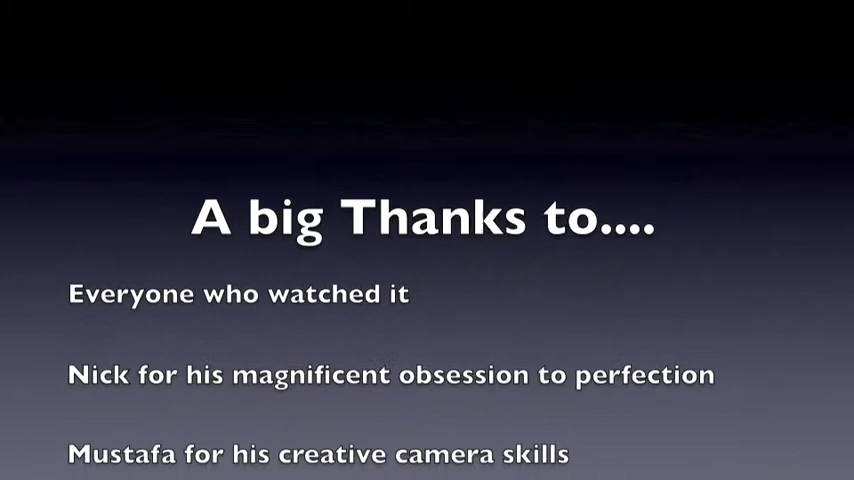 A big Thanks to....
Everyone who watched it
Nick for his magnificent obsession to perfection
Mustafa for his creative camera skills